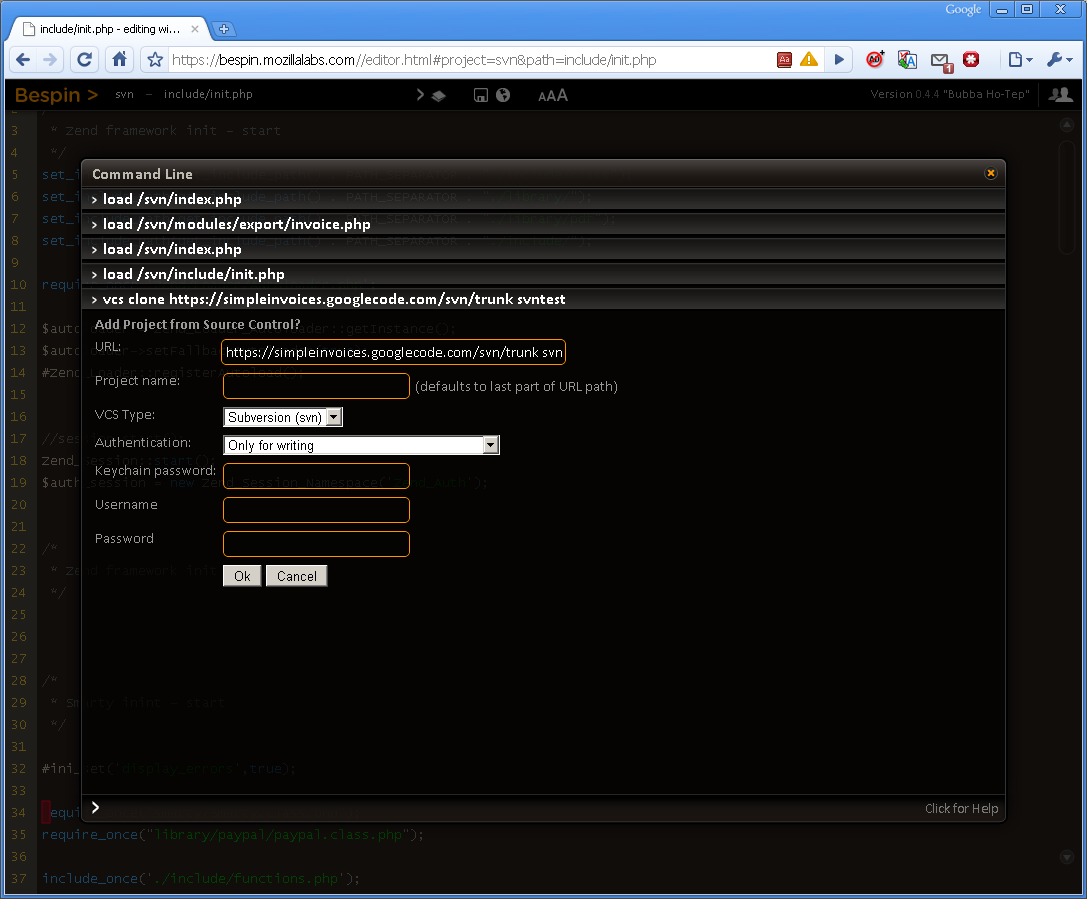 Google
include/init.php - editing wi...
https://bespin.mozillalabs.com//editor.html#project=svn&path=include/init.php
Bespin > svn – include/init.php
aAA
Version 0.4.4 "Bubba Ho-Tep"
3 * Zend framework init - start
4 */
5 set_i
6 set_i
7 set_i
8 set_i
9
10 requi
11
12 $auto
13 $auto
14 #Zend
15
16
17 //ses
18 Zend_Session::start();
19 $auth_session = new Zend_Session_Namespace('Zend_Auth');
20
21
22 /*
23 * Zend framework init
24 */
25
26
27
28 /*
29 * Smarty inint - start
30 */
31
32 #ini_set('display_errors',true);
33
34 requi
35 require_once("library/paypal/paypal.class.php");
36
37 include_once('./include/functions.php');
Command Line
> load /svn/index.php
> load /svn/modules/export/invoice.php
> load /svn/index.php
> load /svn/include/init.php
> vcs clone https://simpleinvoices.googlecode.com/svn/trunk svntest
Add Project from Source Control?
URL: https://simpleinvoices.googlecode.com/svn/trunk svn
Project name: (defaults to last part of URL path)
VCS Type: Subversion (svn)
Authentication: Only for writing
Keychain password:
Username
Password
Ok Cancel
> Click for Help